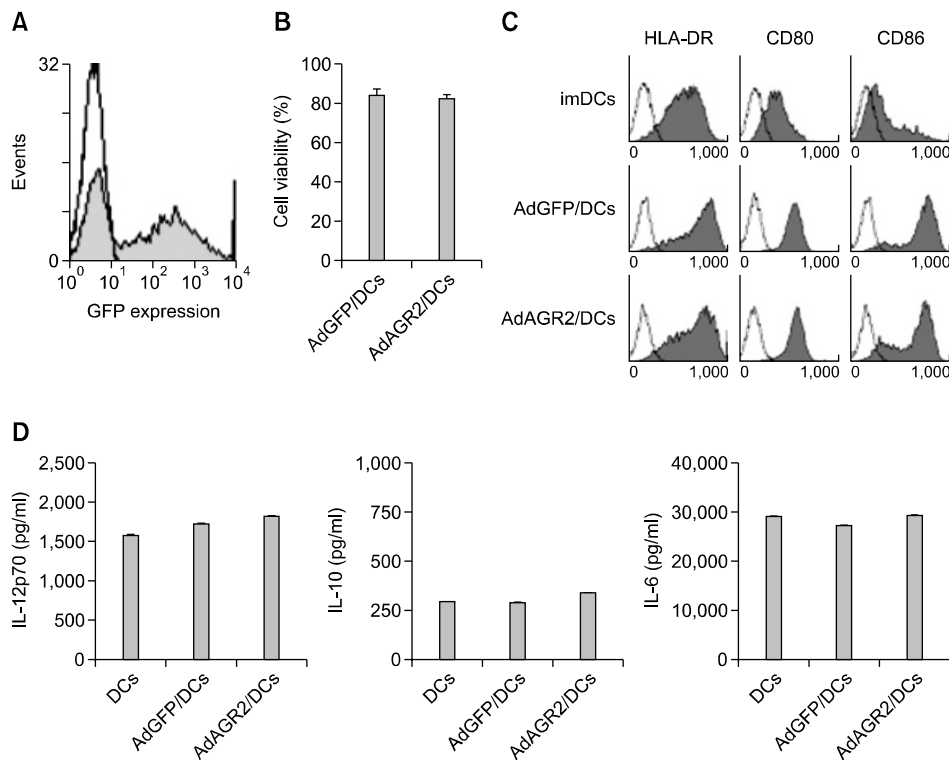 A
32
Events
0
10^0 10^1 10^2 10^3 10^4
GFP expression
B
100
80
60
40
20
0
Cell viability (%)
AdGFP/DCs
AdAGR2/DCs
C
HLA-DR CD80 CD86
imDCs
0 1,000 0 1,000 0 1,000
AdGFP/DCs
0 1,000 0 1,000 0 1,000
AdAGR2/DCs
0 1,000 0 1,000 0 1,000
D
2,500
2,000
1,500
1,000
500
0
IL-12p70 (pg/ml)
DCs
AdGFP/DCs
AdAGR2/DCs
1,000
750
500
250
0
IL-10 (pg/ml)
DCs
AdGFP/DCs
AdAGR2/DCs
40,000
30,000
20,000
10,000
0
IL-6 (pg/ml)
DCs
AdGFP/DCs
AdAGR2/DCs